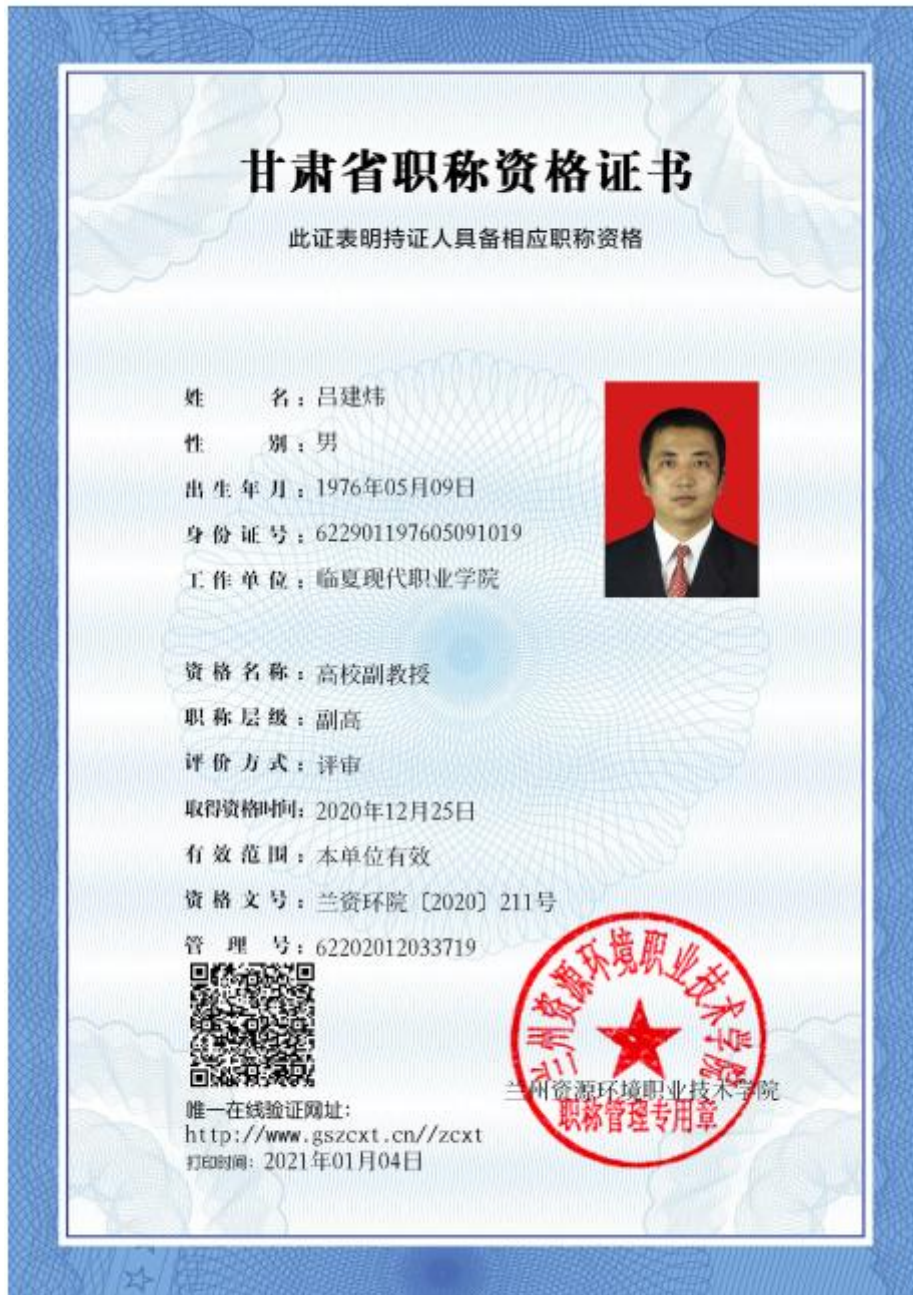 甘肃省职称资格证书
此证表明持证人具备相应职称资格
姓名：吕建炜
性别：男
出生年月：1976年05月09日
身份证号：622901197605091019
工作单位：临夏现代职业学院
资格名称：高校副教授
职称层级：副高
评价方式：评审
取得资格时间：2020年12月25日
有效范围：本单位有效
资格文号：兰资环院〔2020〕211号
管理号：62202012033719
兰州资源环境职业技术学院
兰州资源环境职业技术学院
职称管理专用章
唯一在线验证网址：
http://www.gszcxt.cn//zcxt
打印时间：2021年01月04日